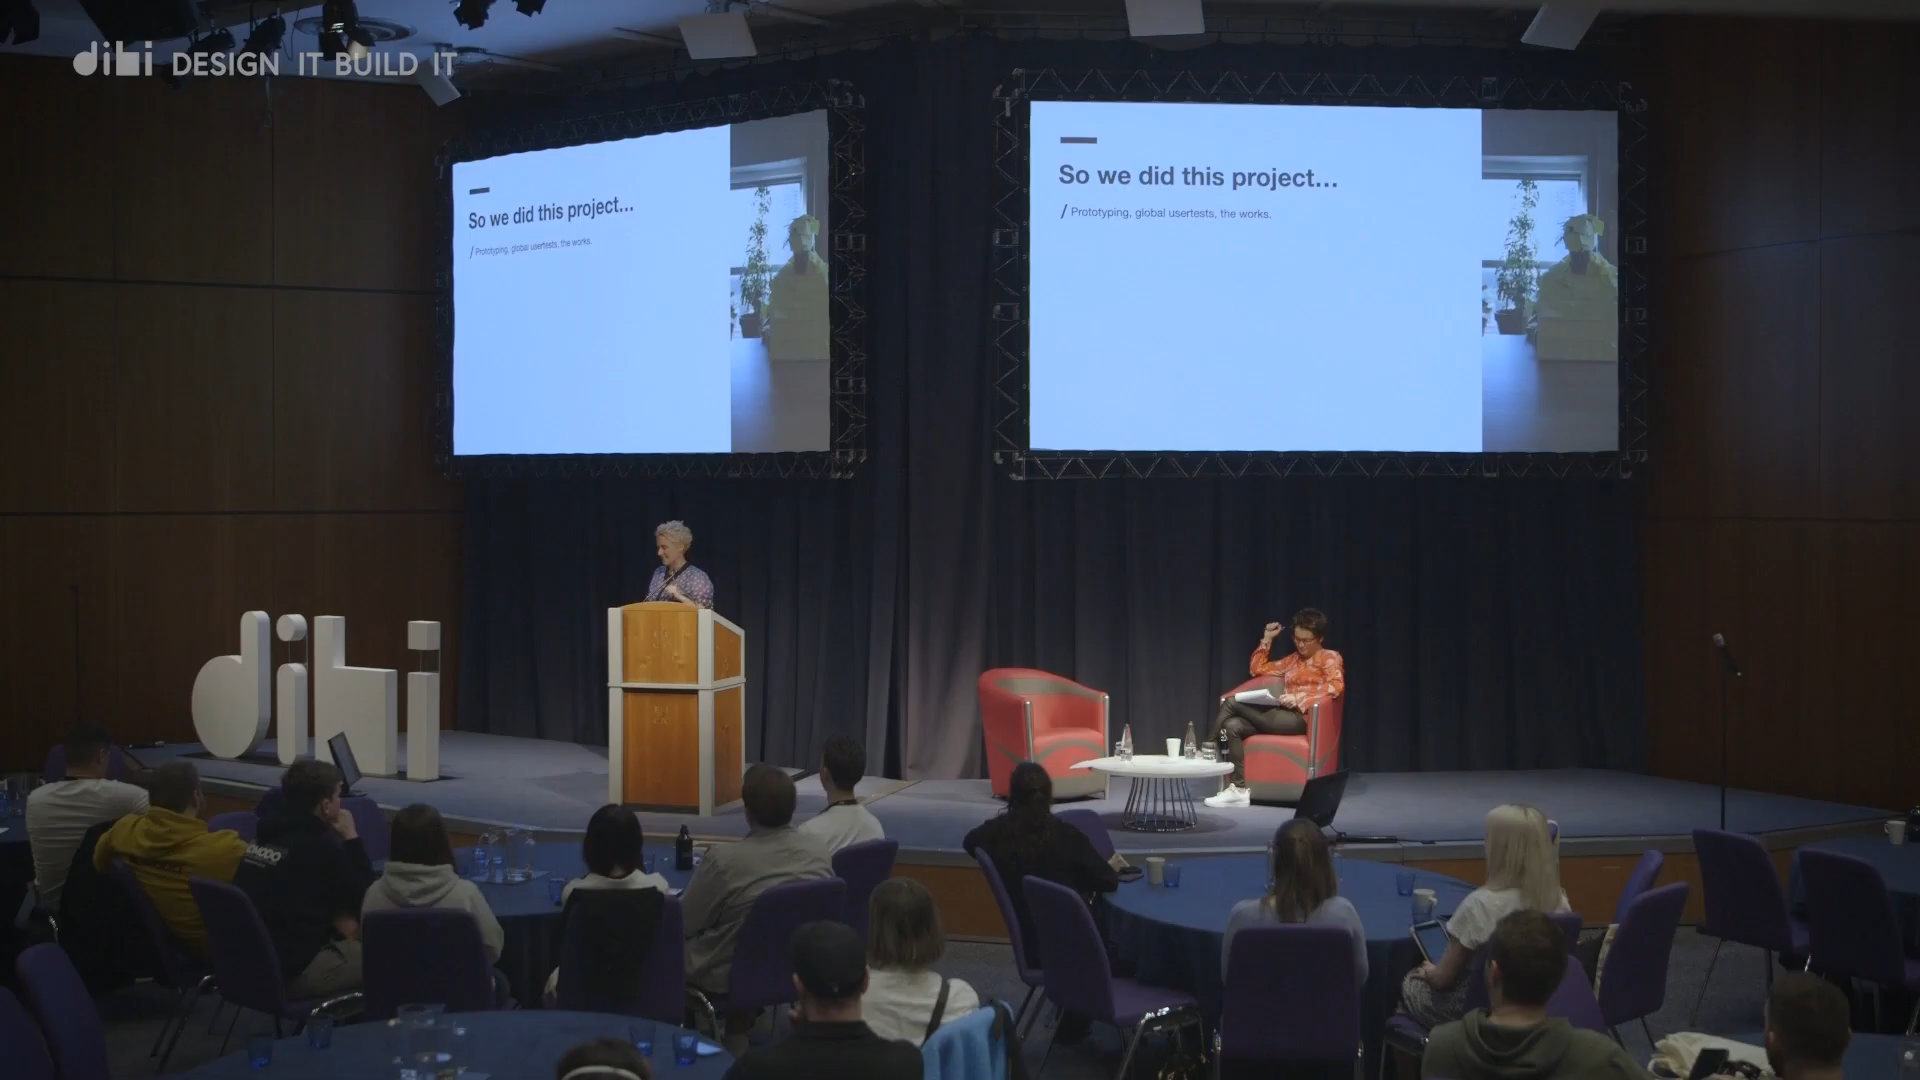 dibi DESIGN IT BUILD IT
So we did this project...
/ Prototyping, global usertests, the works.
So we did this project...
/ Prototyping, global usertests, the works.
dibi